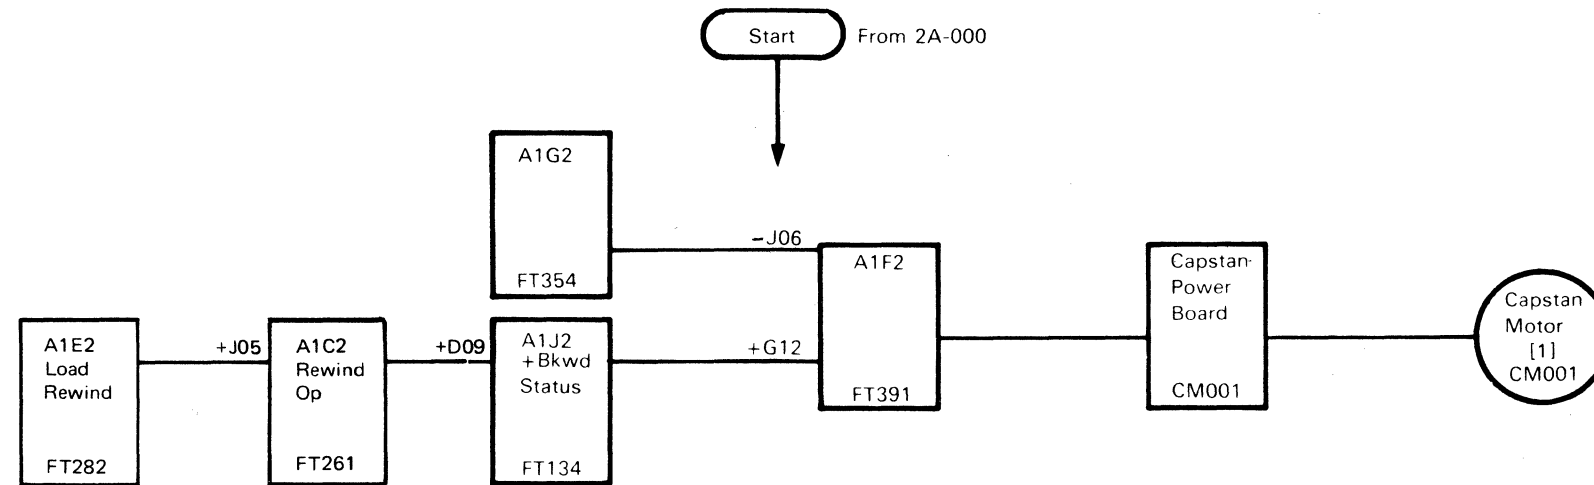 Start
From 2A-000
A1G2
FT354
-J06
A1F2
FT391
Capstan
Power
Board
CM001
Capstan
Motor
[1]
CM001
A1E2
Load
Rewind
FT282
+J05
A1C2
Rewind
Op
FT261
+D09
A1J2
+Bkwd
Status
FT134
+G12